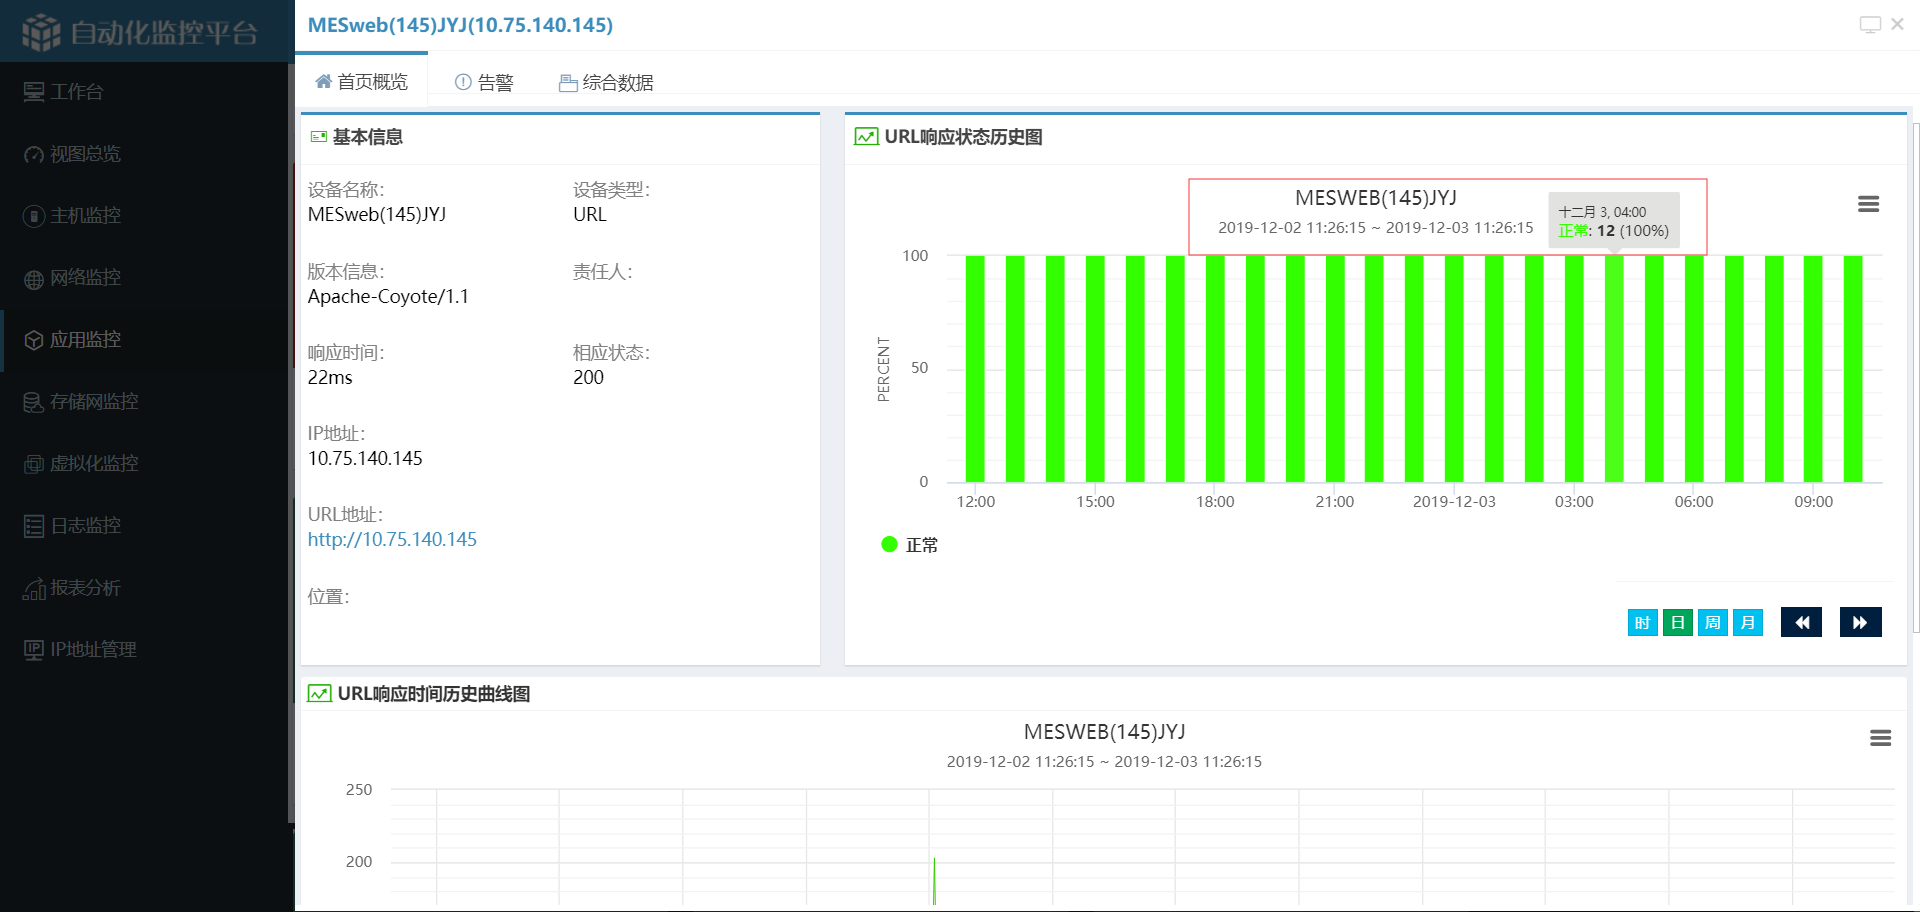 自动化监控平台
工作台
视图总览
主机监控
网络监控
应用监控
存储网监控
虚拟化监控
日志监控
报表分析
IP地址管理
MESweb(145)JYJ(10.75.140.145)
首页概览
告警
综合数据
基本信息
设备名称:
MESweb(145)JYJ
设备类型:
URL
版本信息:
Apache-Coyote/1.1
责任人:
响应时间:
22ms
相应状态:
200
IP地址:
10.75.140.145
URL地址:
http://10.75.140.145
位置:
URL响应状态历史图
MESWEB(145)JYJ
2019-12-02 11:26:15 ~ 2019-12-03 11:26:15
十二月 3, 04:00
正常: 12 (100%)
PERCENT
100
50
0
12:00
15:00
18:00
21:00
2019-12-03
03:00
06:00
09:00
正常
时
日
周
月
URL响应时间历史曲线图
MESWEB(145)JYJ
2019-12-02 11:26:15 ~ 2019-12-03 11:26:15
250
200